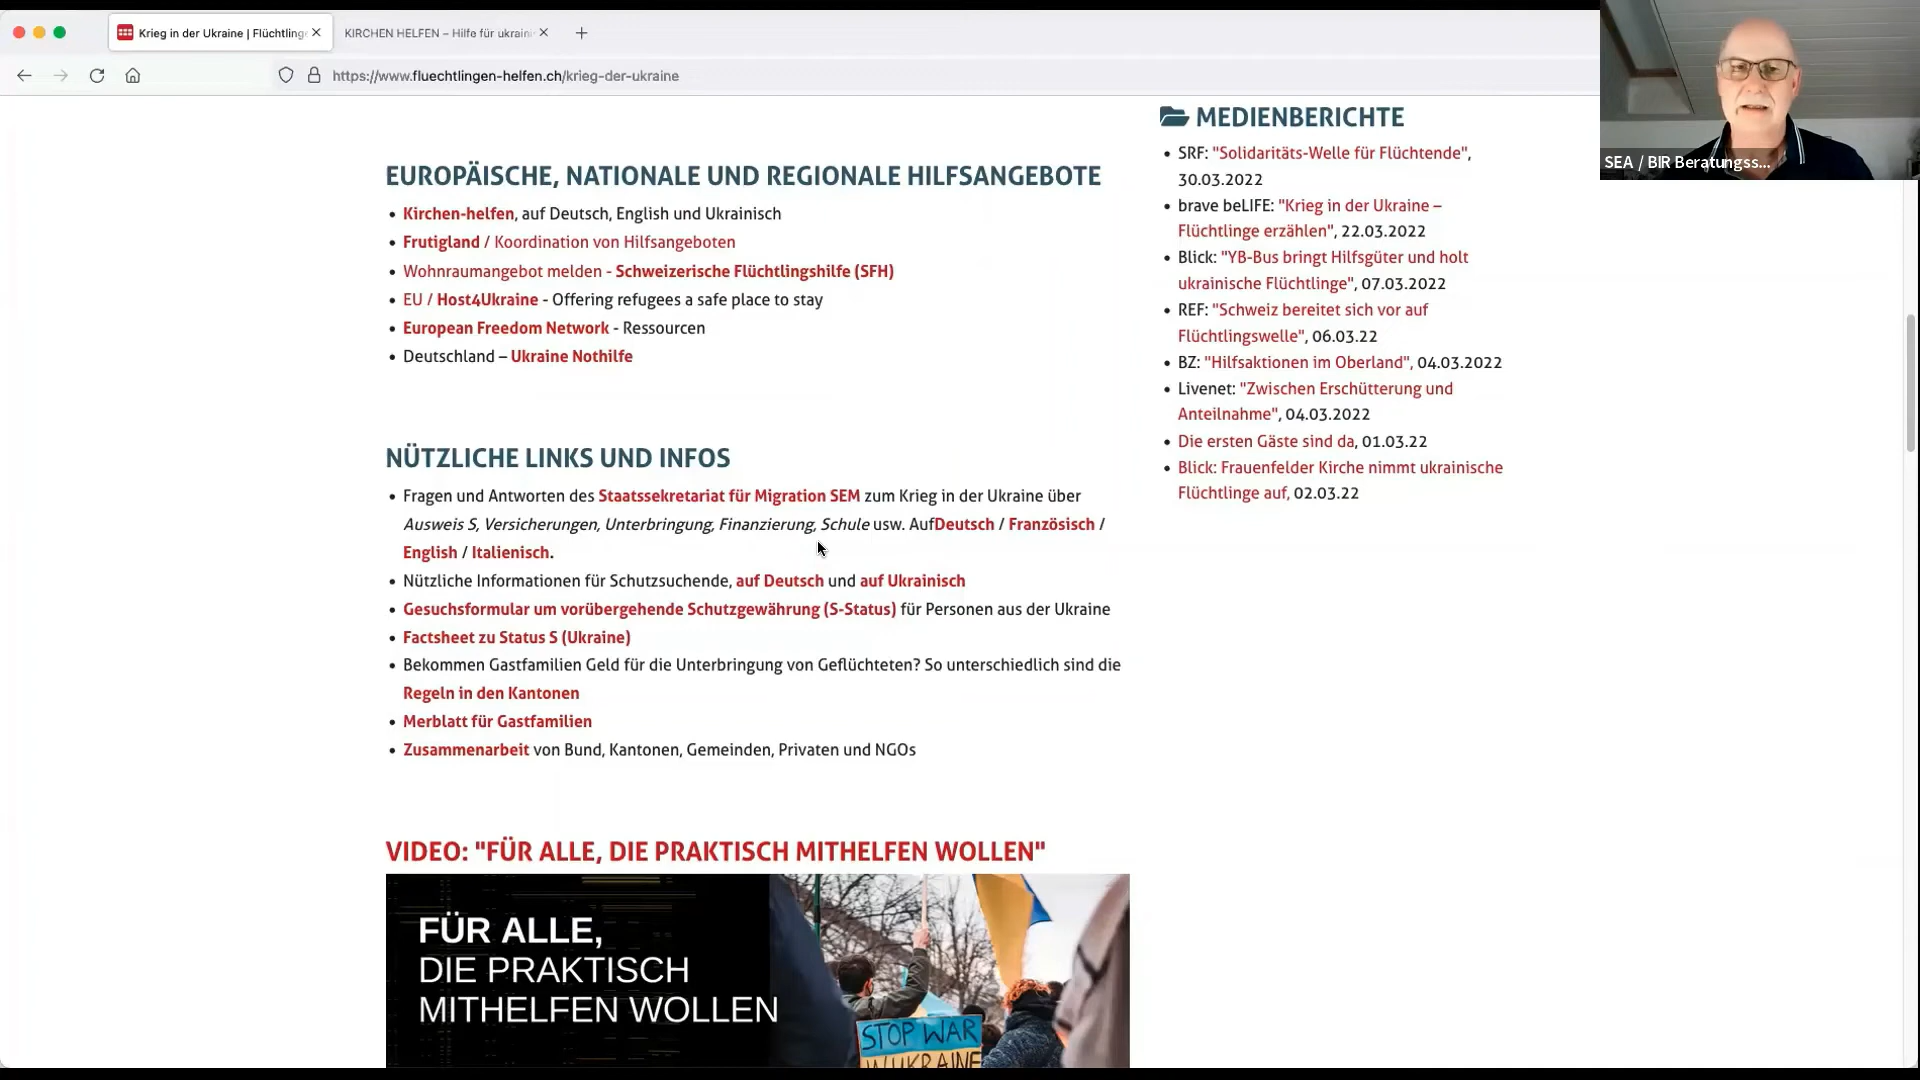 Krieg in der Ukraine | Flüchtling
KIRCHEN HELFEN – Hilfe für ukrain
https://www.fluechtlingen-helfen.ch/krieg-der-ukraine
SEA / BIR Beratungss...
EUROPÄISCHE, NATIONALE UND REGIONALE HILFSANGEBOTE
Kirchen-helfen, auf Deutsch, English und Ukrainisch
Frutigland / Koordination von Hilfsangeboten
Wohnraumangebot melden - Schweizerische Flüchtlingshilfe (SFH)
EU / Host4Ukraine - Offering refugees a safe place to stay
European Freedom Network - Ressourcen
Deutschland – Ukraine Nothilfe
NÜTZLICHE LINKS UND INFOS
Fragen und Antworten des Staatssekretariat für Migration SEM zum Krieg in der Ukraine über
Ausweis S, Versicherungen, Unterbringung, Finanzierung, Schule usw. AufDeutsch / Französisch /
English / Italienisch.
Nützliche Informationen für Schutzsuchende, auf Deutsch und auf Ukrainisch
Gesuchsformular um vorübergehende Schutzgewährung (S-Status) für Personen aus der Ukraine
Factsheet zu Status S (Ukraine)
Bekommen Gastfamilien Geld für die Unterbringung von Geflüchteten? So unterschiedlich sind die
Regeln in den Kantonen
Merblatt für Gastfamilien
Zusammenarbeit von Bund, Kantonen, Gemeinden, Privaten und NGOs
VIDEO: "FÜR ALLE, DIE PRAKTISCH MITHELFEN WOLLEN"
FÜR ALLE,
DIE PRAKTISCH
MITHELFEN WOLLEN
STOP WAR
IN UKRAINE
MEDIENBERICHTE
SRF: "Solidaritäts-Welle für Flüchtende",
30.03.2022
brave beLIFE: "Krieg in der Ukraine –
Flüchtlinge erzählen", 22.03.2022
Blick: "YB-Bus bringt Hilfsgüter und holt
ukrainische Flüchtlinge", 07.03.2022
REF: "Schweiz bereitet sich vor auf
Flüchtlingswelle", 06.03.22
BZ: "Hilfsaktionen im Oberland", 04.03.2022
Livenet: "Zwischen Erschütterung und
Anteilnahme", 04.03.2022
Die ersten Gäste sind da, 01.03.22
Blick: Frauenfelder Kirche nimmt ukrainische
Flüchtlinge auf, 02.03.22